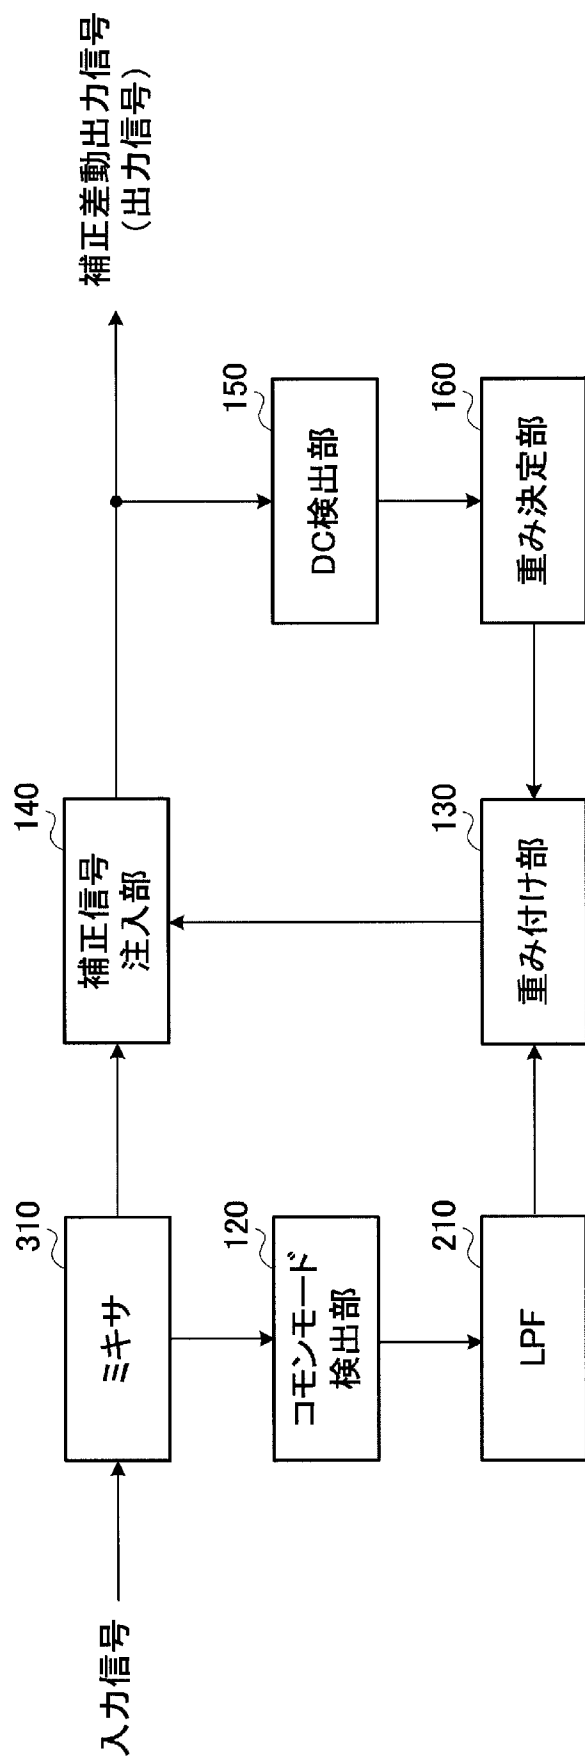 入力信号
310
ミキサ
140
補正信号
注入部
補正差動出力信号
(出力信号)
120
コモンモード
検出部
150
DC検出部
210
LPF
130
重み付け部
160
重み決定部